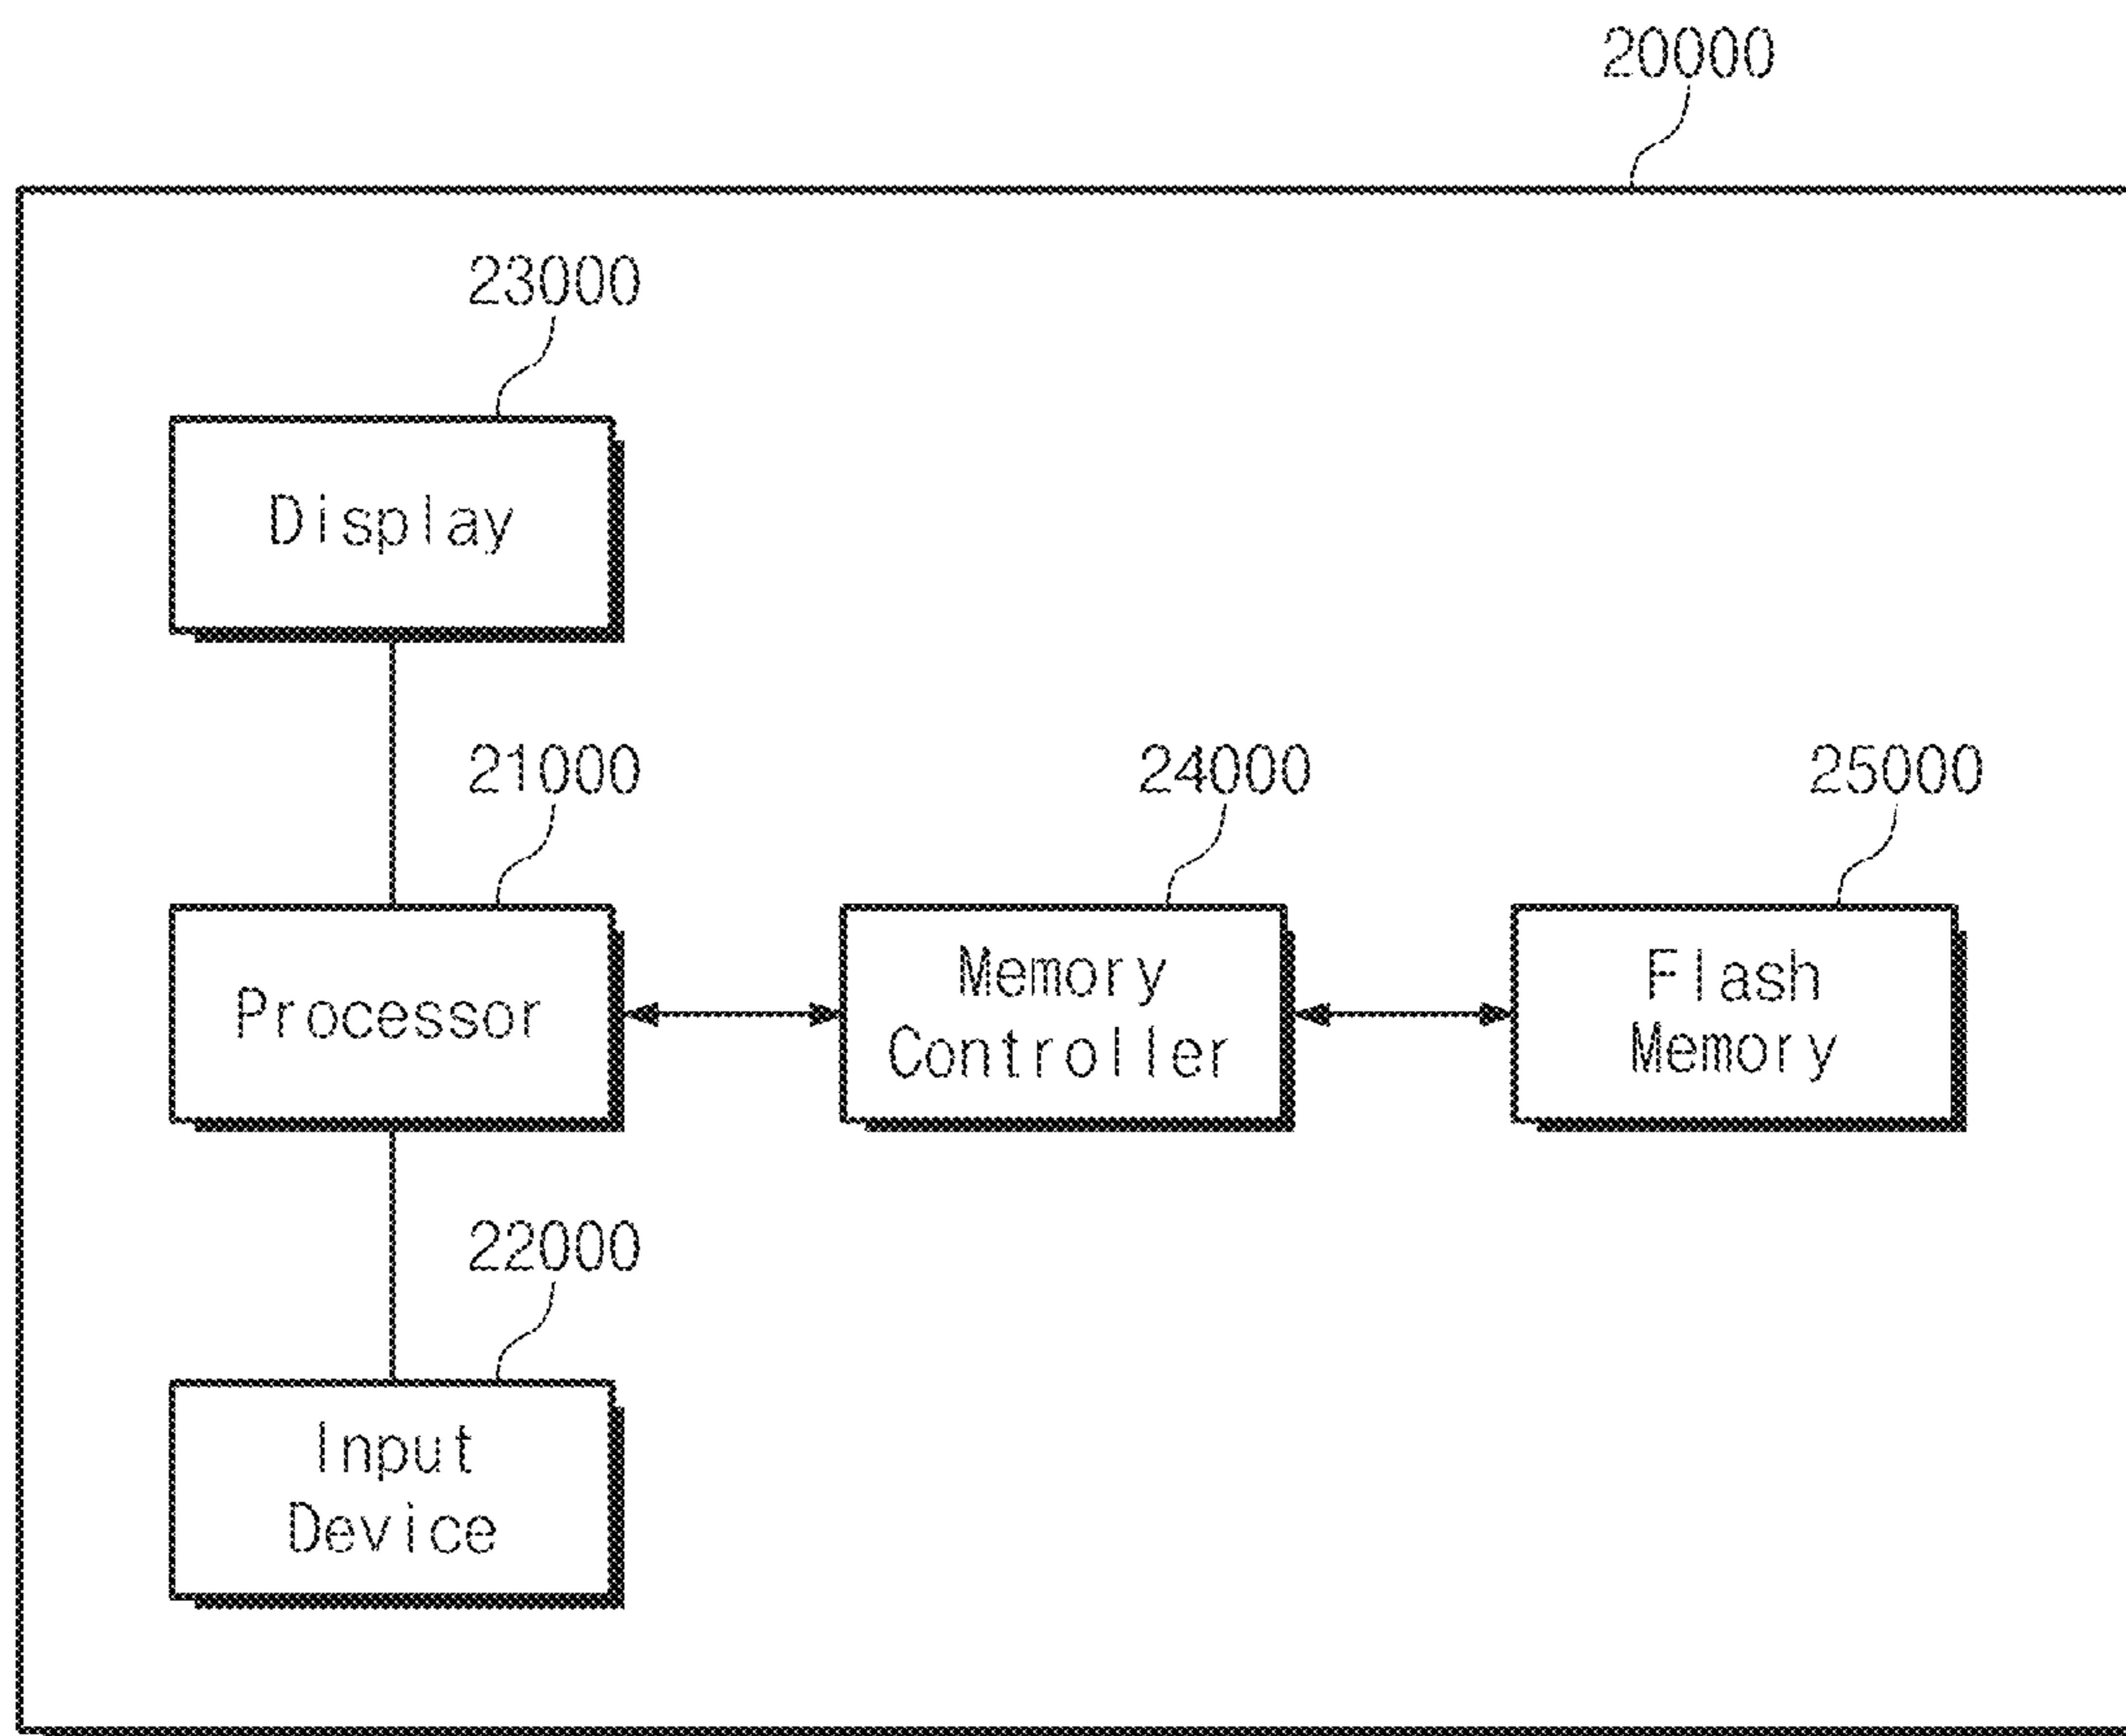 20000
23000
Display
21000
24000
25000
Processor
Memory
Controller
Flash
Memory
22000
Input
Device